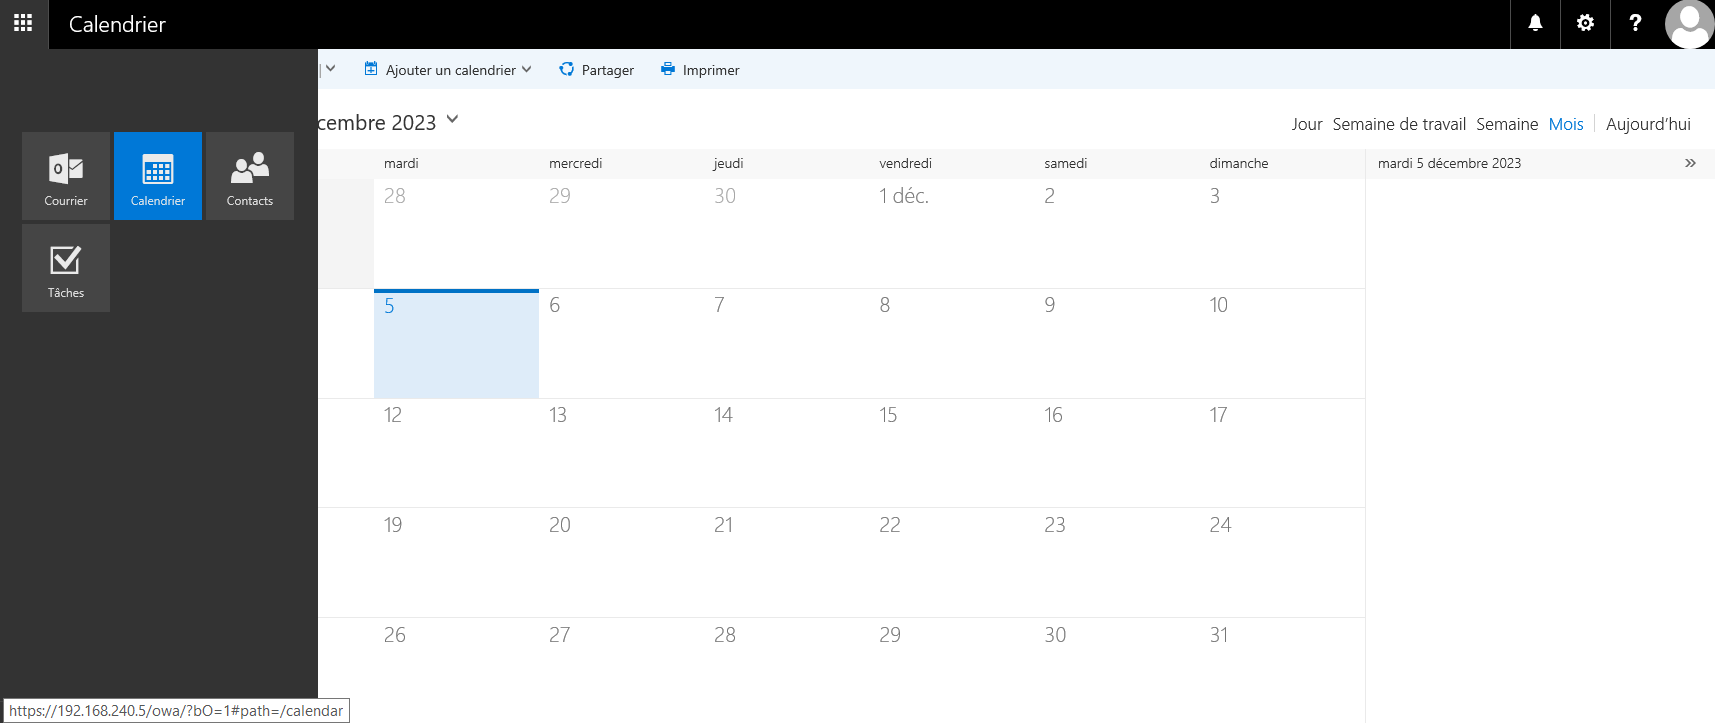 Calendrier
?
Ajouter un calendrier
Partager
Imprimer
Courrier
Calendrier
Contacts
Tâches
cembre 2023
Jour Semaine de travail Semaine Mois Aujourd'hui
mardi mercredi jeudi vendredi samedi dimanche
mardi 5 décembre 2023 »
28 29 30 1 déc. 2 3
5 6 7 8 9 10
12 13 14 15 16 17
19 20 21 22 23 24
26 27 28 29 30 31
https://192.168.240.5/owa/?bO=1#path=/calendar